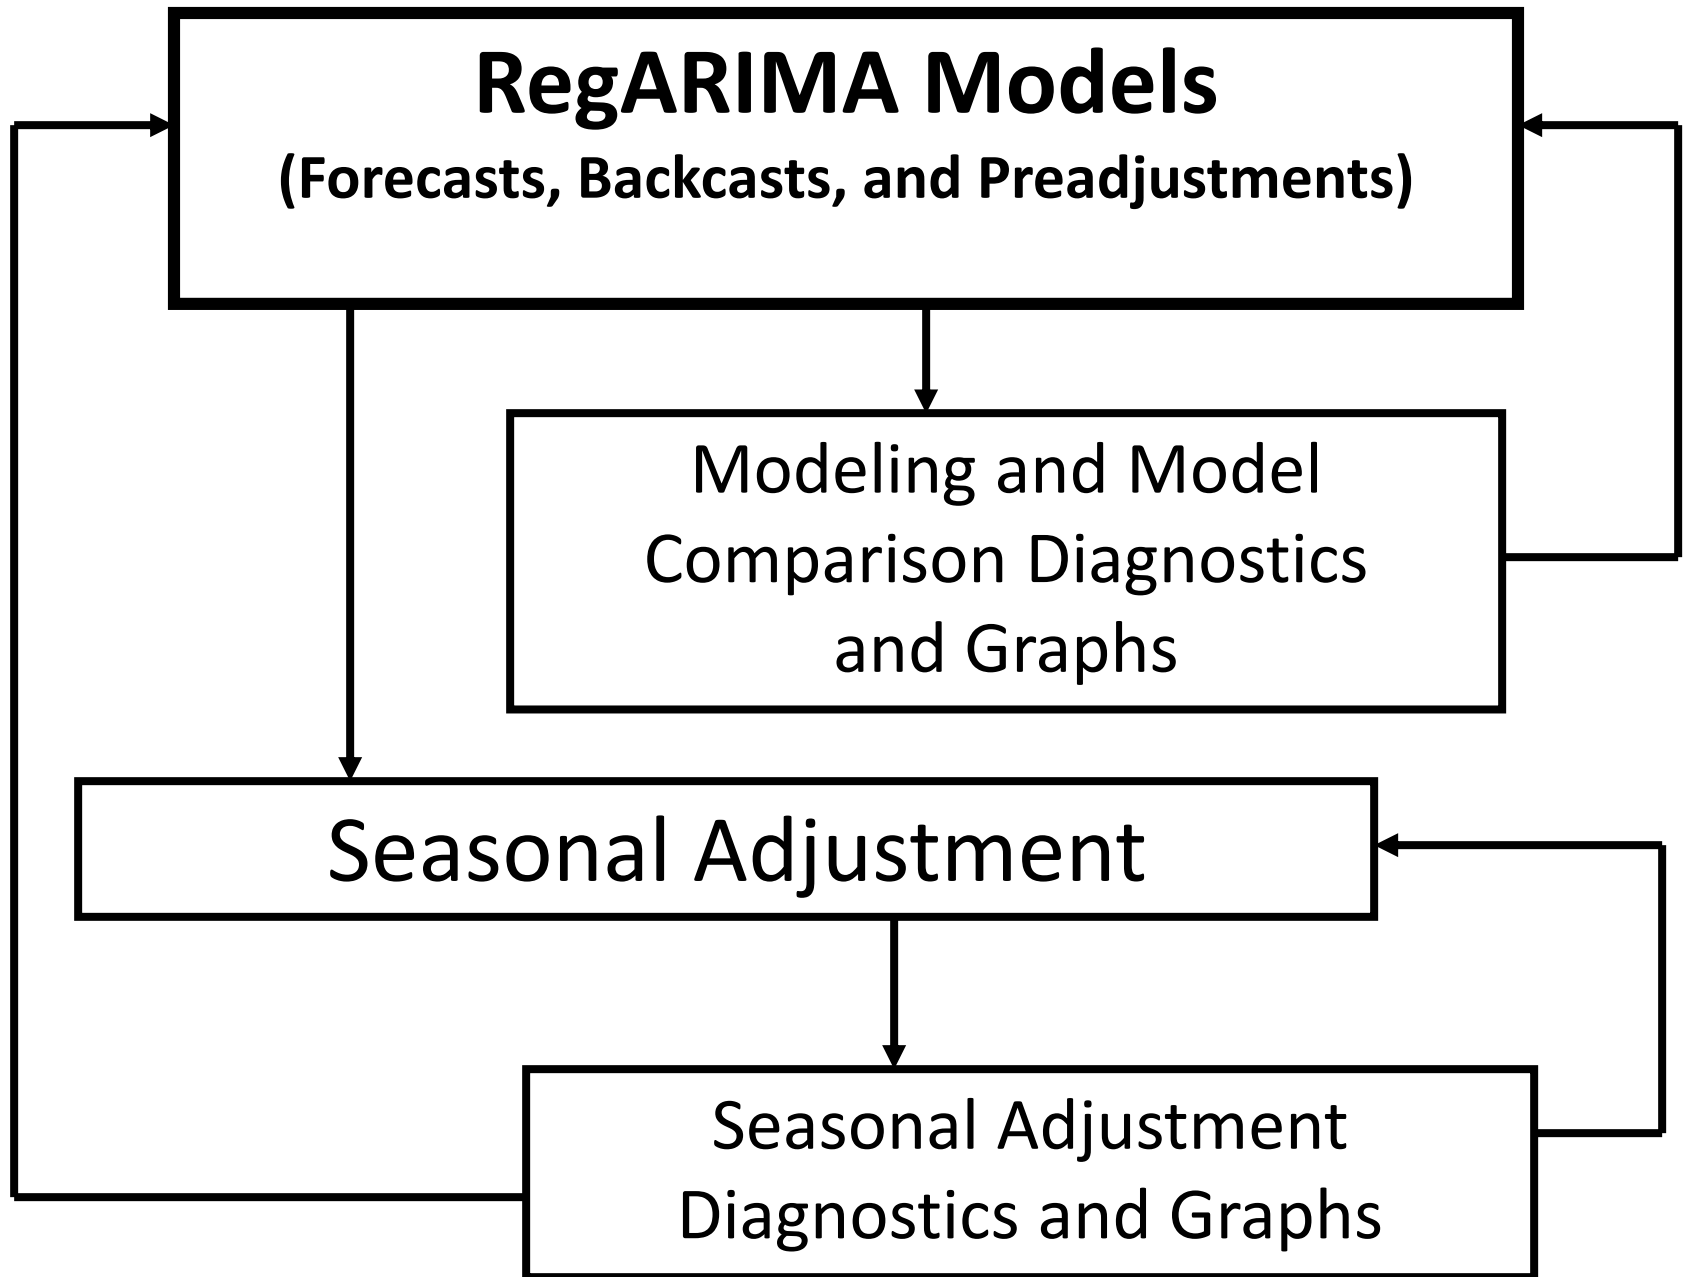 RegARIMA Models
(Forecasts, Backcasts, and Preadjustments)
Modeling and Model
Comparison Diagnostics
and Graphs
Seasonal Adjustment
Seasonal Adjustment
Diagnostics and Graphs